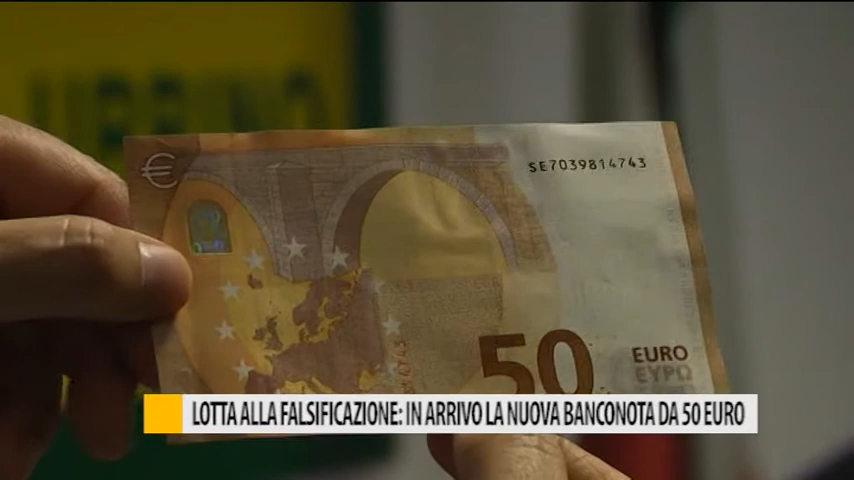 €
SE7039814743
50
EURO
ΕΥΡΩ
LOTTA ALLA FALSIFICAZIONE: IN ARRIVO LA NUOVA BANCONOTA DA 50 EURO